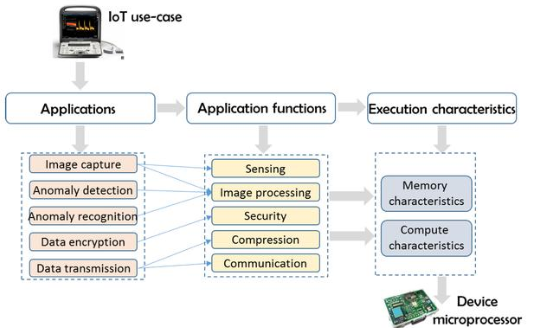 IoT use-case
Applications
Application functions
Execution characteristics
Image capture
Anomaly detection
Anomaly recognition
Data encryption
Data transmission
Sensing
Image processing
Security
Compression
Communication
Memory
characteristics
Compute
characteristics
Device
microprocessor